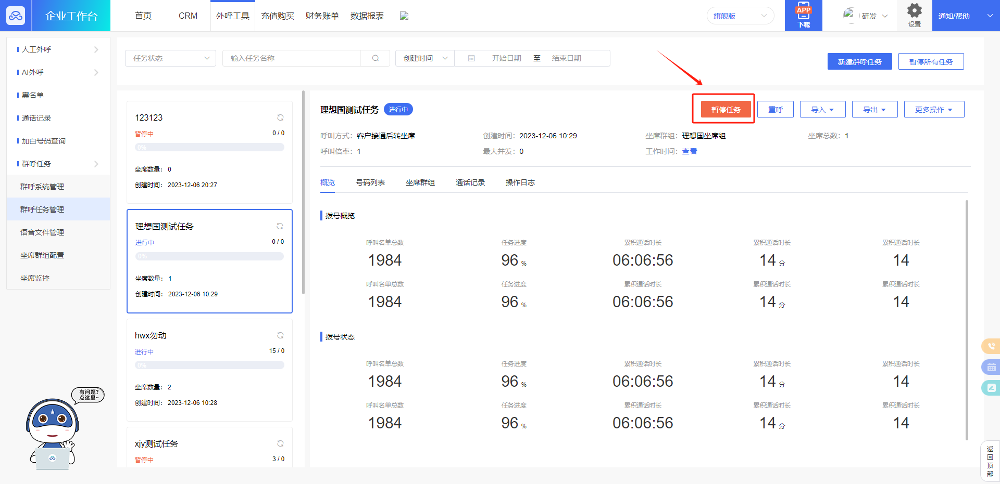 企业工作台
首页
CRM
外呼工具
充值购买
财务账单
数据报表
旗舰版
APP
下载
研发
设置
通知/帮助
人工外呼
AI外呼
黑名单
通话记录
加白号码查询
群呼任务
群呼系统管理
群呼任务管理
语音文件管理
坐席群组配置
坐席监控
任务状态
输入任务名称
创建时间
开始日期 至 结束日期
新建群呼任务
暂停所有任务
123123
暂停中 0 / 0
0%
坐席数量： 0
创建时间： 2023-12-06 20:27
理想国测试任务
进行中 0 / 0
0%
坐席数量： 1
创建时间： 2023-12-06 10:29
hwx勿动
进行中 15 / 0
0%
坐席数量： 2
创建时间： 2023-12-06 10:28
xjy测试任务
暂停中 3 / 0
理想国测试任务 进行中
暂停任务
重呼
导入
导出
更多操作
呼叫方式：客户接通后转坐席 创建时间：2023-12-06 10:29 坐席群组：理想国坐席组 坐席总数：1
呼叫倍率：1 最大并发：0 工作时间：查看
概览 号码列表 坐席群组 通话记录 操作日志
拨号概览
呼叫名单总数 任务进度 累积通话时长 累积通话时长 累积通话时长
1984 96 % 06:06:56 14 分 14
呼叫名单总数 任务进度 累积通话时长 累积通话时长 累积通话时长
1984 96 % 06:06:56 14 分 14
拨号状态
呼叫名单总数 任务进度 累积通话时长 累积通话时长 累积通话时长
1984 96 % 06:06:56 14 分 14
呼叫名单总数 任务进度 累积通话时长 累积通话时长 累积通话时长
1984 96 % 06:06:56 14 分 14
有问题?
点这里~
返回顶部